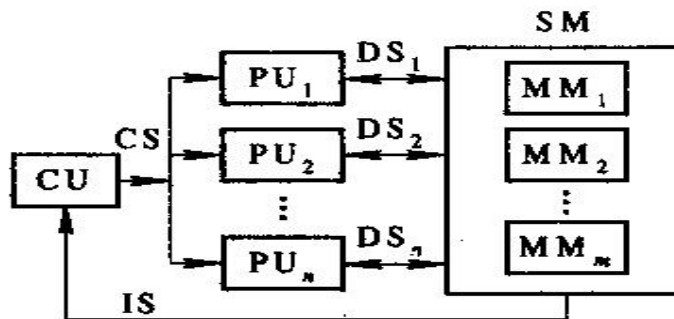 SM
DS₁
PU₁
MM₁
CS
DS₂
CU
PU₂
MM₂
⋮
⋮
DSₙ
PUₙ
MMₘ
IS